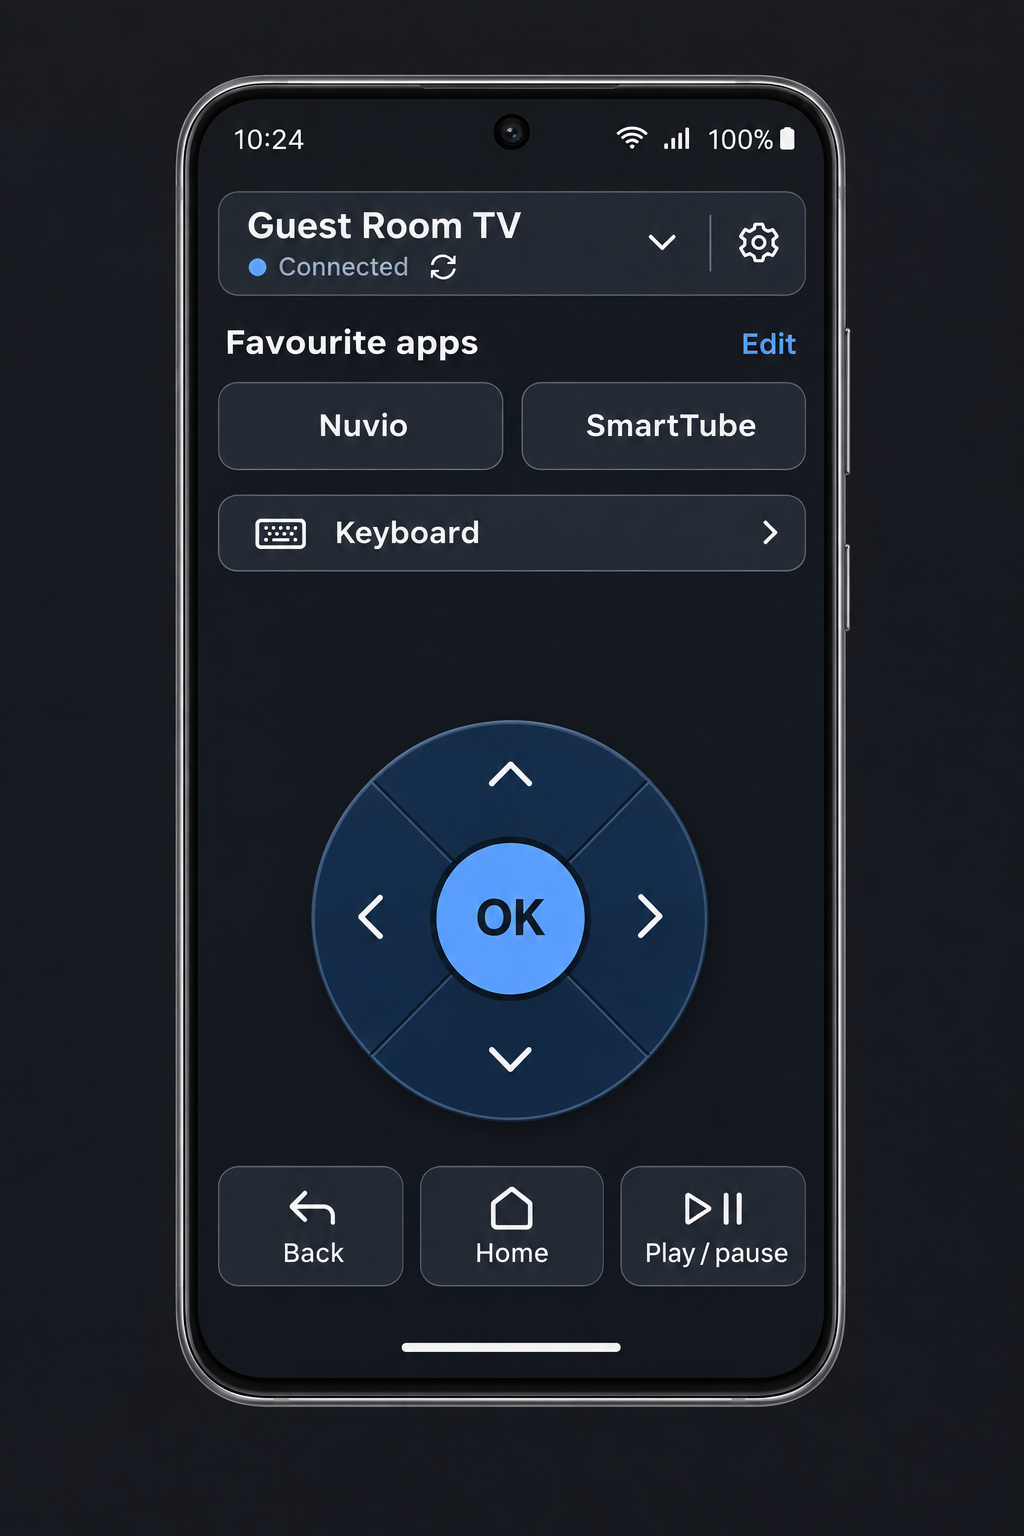 10:24
100%
Guest Room TV
Connected
Favourite apps
Edit
Nuvio
SmartTube
Keyboard
OK
Back
Home
Play / pause